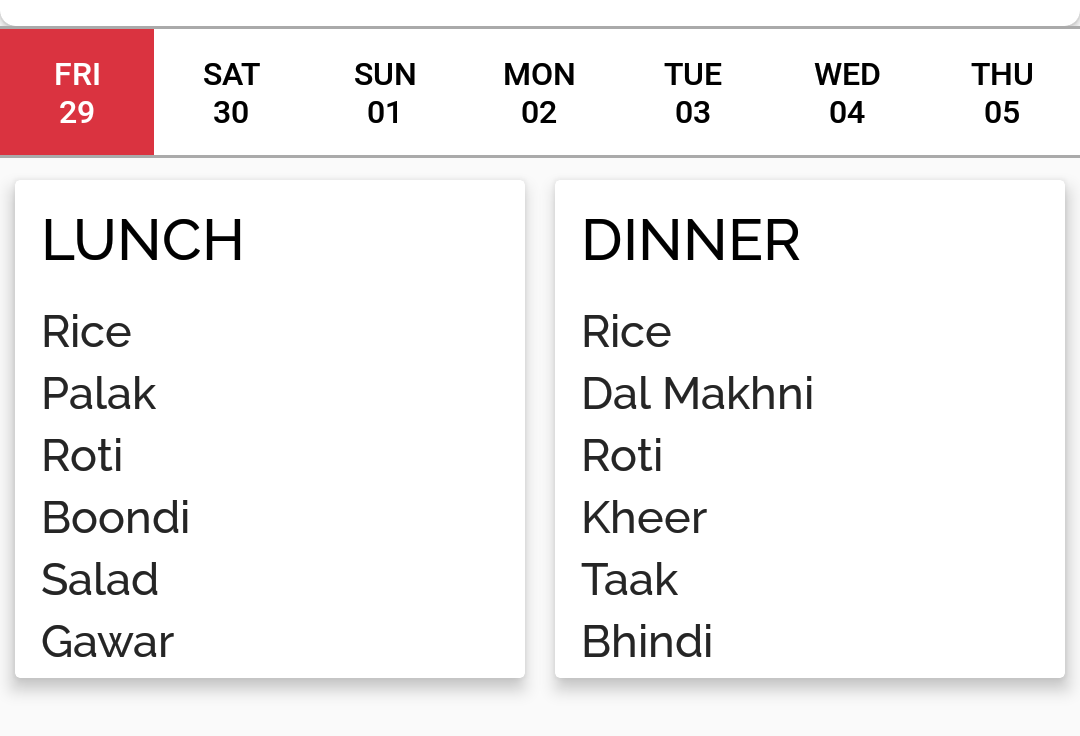 FRI SAT SUN MON TUE WED THU
29 30 01 02 03 04 05
LUNCH
Rice
Palak
Roti
Boondi
Salad
Gawar
DINNER
Rice
Dal Makhni
Roti
Kheer
Taak
Bhindi